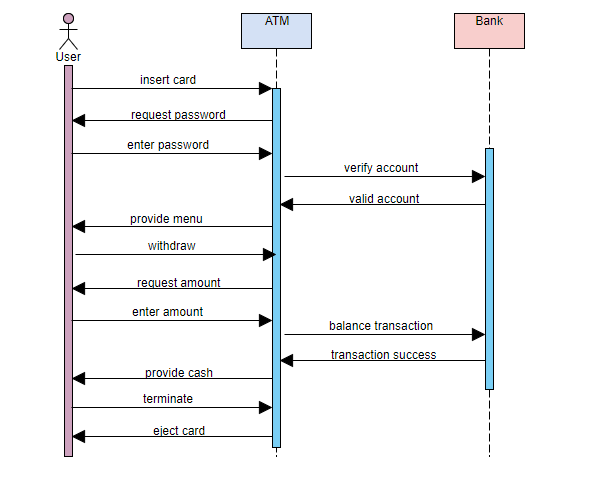 ATM
Bank
User
insert card
request password
enter password
verify account
valid account
provide menu
withdraw
request amount
enter amount
balance transaction
transaction success
provide cash
terminate
eject card